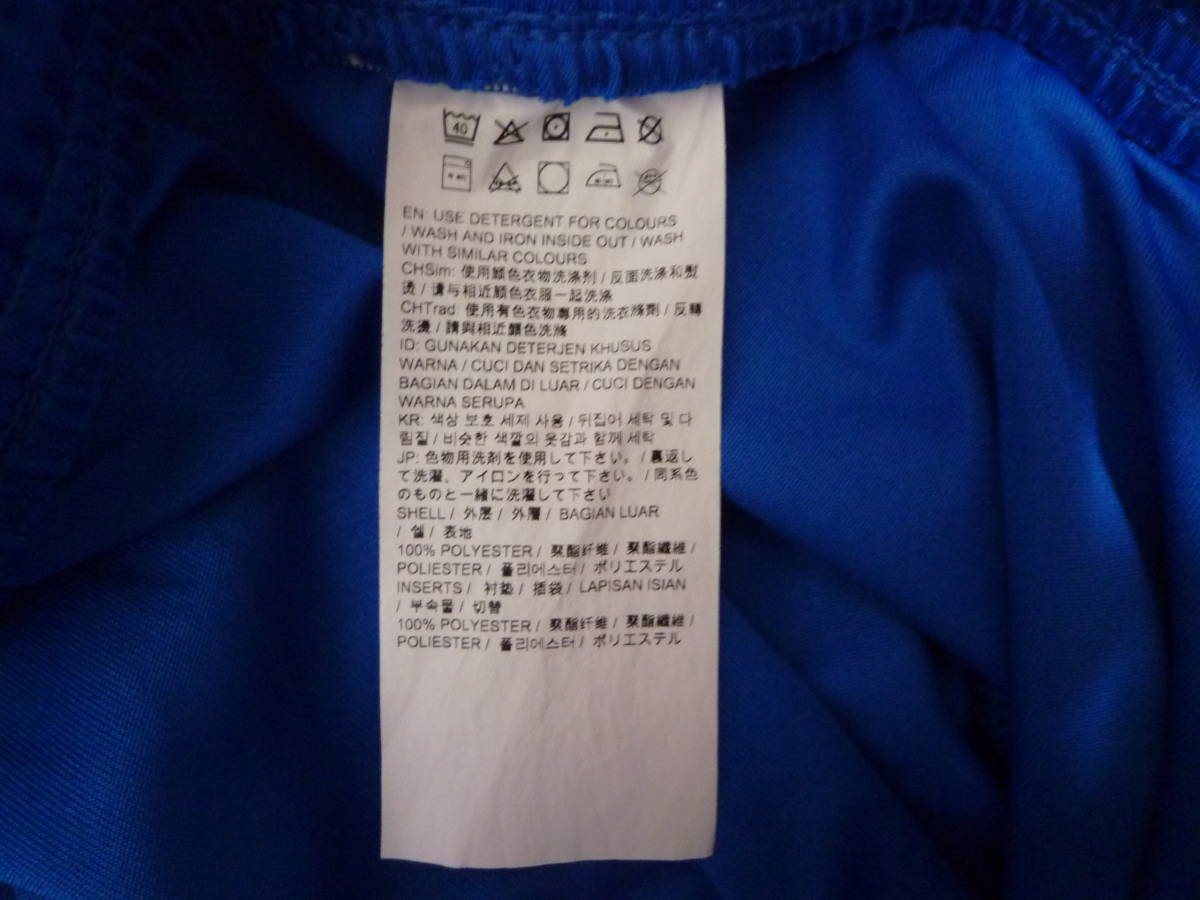 40
EN: USE DETERGENT FOR COLOURS
/ WASH AND IRON INSIDE OUT / WASH
WITH SIMILAR COLOURS
CHSim: 使用颜色衣物洗涤剂 / 反面洗涤和熨
烫 / 请与相近颜色衣服一起洗涤
CHTrad: 使用有色衣物專用的洗衣滌劑 / 反轉
洗燙 / 請與相近顏色洗滌
ID: GUNAKAN DETERJEN KHUSUS
WARNA / CUCI DAN SETRIKA DENGAN
BAGIAN DALAM DI LUAR / CUCI DENGAN
WARNA SERUPA
KR: 색상 보호 세제 사용 / 뒤집어 세탁 및 다
림질 / 비슷한 색깔의 옷감과 함께 세탁
JP: 色物用洗剤を使用して下さい。 / 裏返し
て洗濯、アイロンを行って下さい。 / 同系色
のものと一緒に洗濯して下さい
SHELL / 外层 / 外層 / BAGIAN LUAR
/ 쉘 / 表地
100% POLYESTER / 聚酯纤维 / 聚酯纖維 /
POLIESTER / 폴리에스터 / ポリエステル
INSERTS / 衬垫 / 插袋 / LAPISAN ISIAN
/ 부속물 / 切替
100% POLYESTER / 聚酯纤维 / 聚酯纖維 /
POLIESTER / 폴리에스터 / ポリエステル